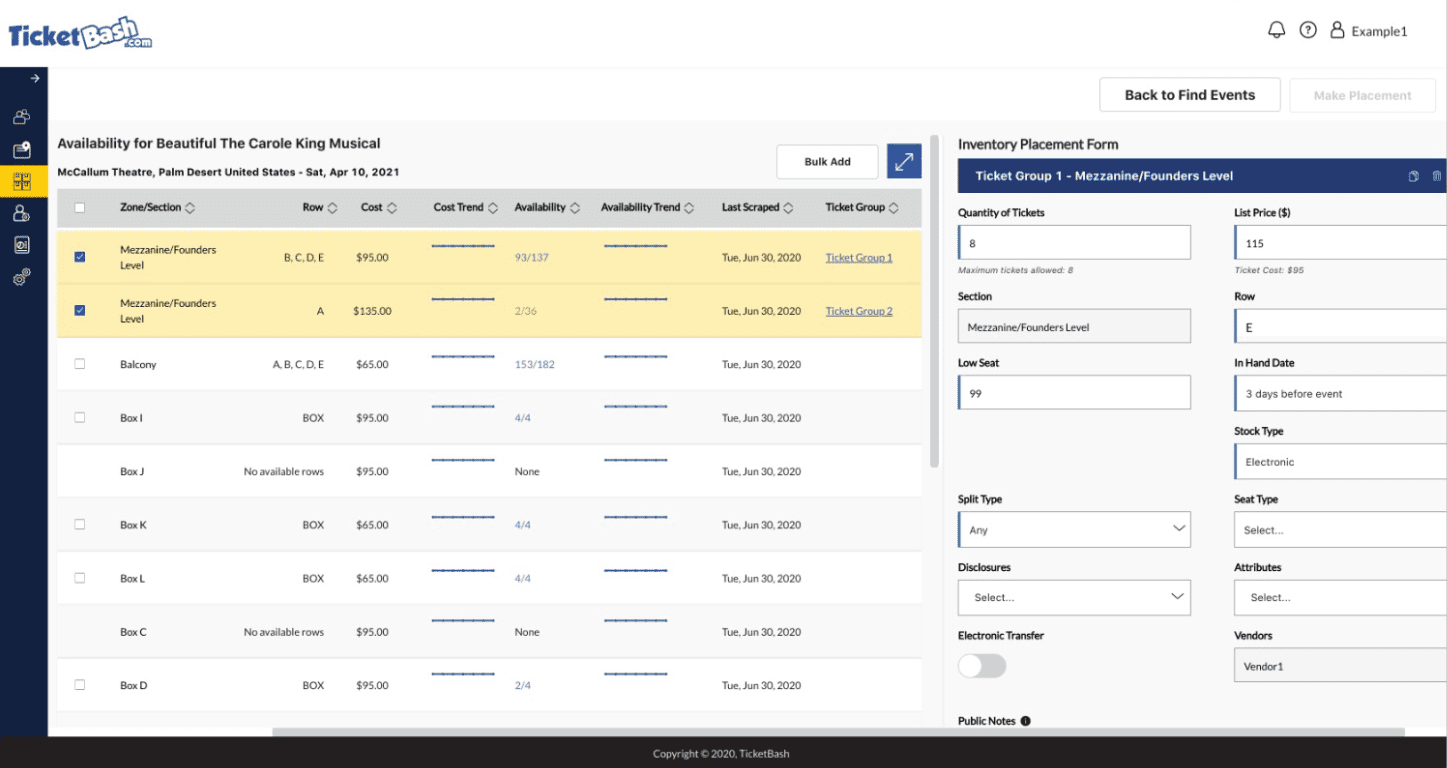 TicketBash.com
Example1
Back to Find Events
Make Placement
Availability for Beautiful The Carole King Musical
McCallum Theatre, Palm Desert United States - Sat, Apr 10, 2021
Bulk Add
Zone/Section Row Cost Cost Trend Availability Availability Trend Last Scraped Ticket Group
Mezzanine/Founders
Level
B, C, D, E $95.00 93/137 Tue, Jun 30, 2020 Ticket Group 1
Mezzanine/Founders
Level
A $135.00 2/36 Tue, Jun 30, 2020 Ticket Group 2
Balcony A, B, C, D, E $65.00 153/182 Tue, Jun 30, 2020
Box I BOX $95.00 4/4 Tue, Jun 30, 2020
Box J No available rows $95.00 None Tue, Jun 30, 2020
Box K BOX $65.00 4/4 Tue, Jun 30, 2020
Box L BOX $65.00 4/4 Tue, Jun 30, 2020
Box C No available rows $95.00 None Tue, Jun 30, 2020
Box D BOX $95.00 2/4 Tue, Jun 30, 2020
Inventory Placement Form
Ticket Group 1 - Mezzanine/Founders Level
Quantity of Tickets List Price ($)
8 115
Maximum tickets allowed: 8 Ticket Cost: $95
Section Row
Mezzanine/Founders Level E
Low Seat In Hand Date
99 3 days before event
Stock Type
Electronic
Split Type Seat Type
Any Select...
Disclosures Attributes
Select... Select...
Electronic Transfer Vendors
Vendor1
Public Notes
Copyright © 2020, TicketBash